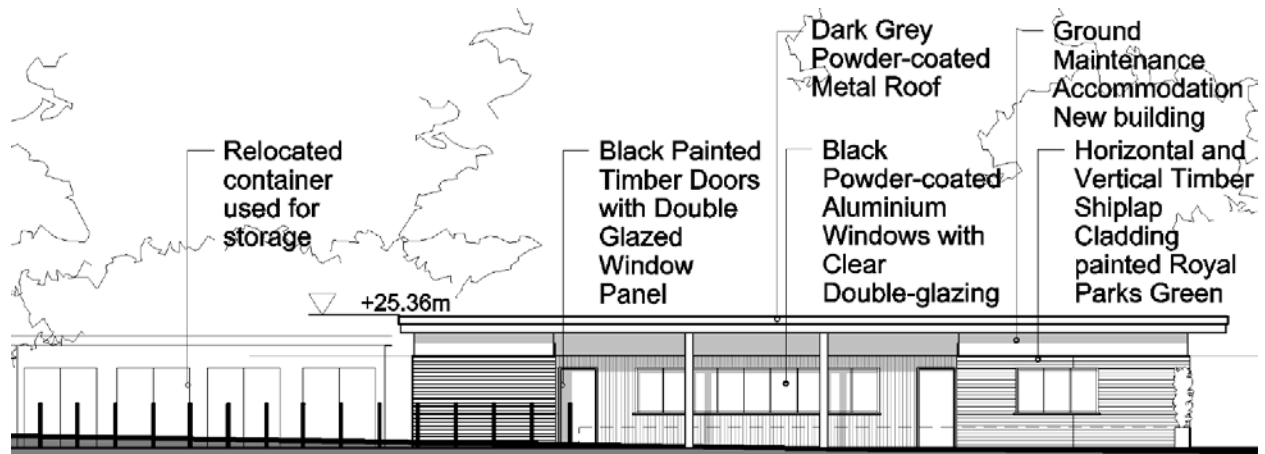 Dark Grey
Powder-coated
Metal Roof
Ground
Maintenance
Accommodation
New building
Relocated
container
used for
storage
Black Painted
Timber Doors
with Double
Glazed
Window
Panel
Black
Powder-coated
Aluminium
Windows with
Clear
Double-glazing
Horizontal and
Vertical Timber
Shiplap
Cladding
painted Royal
Parks Green
+25.36m